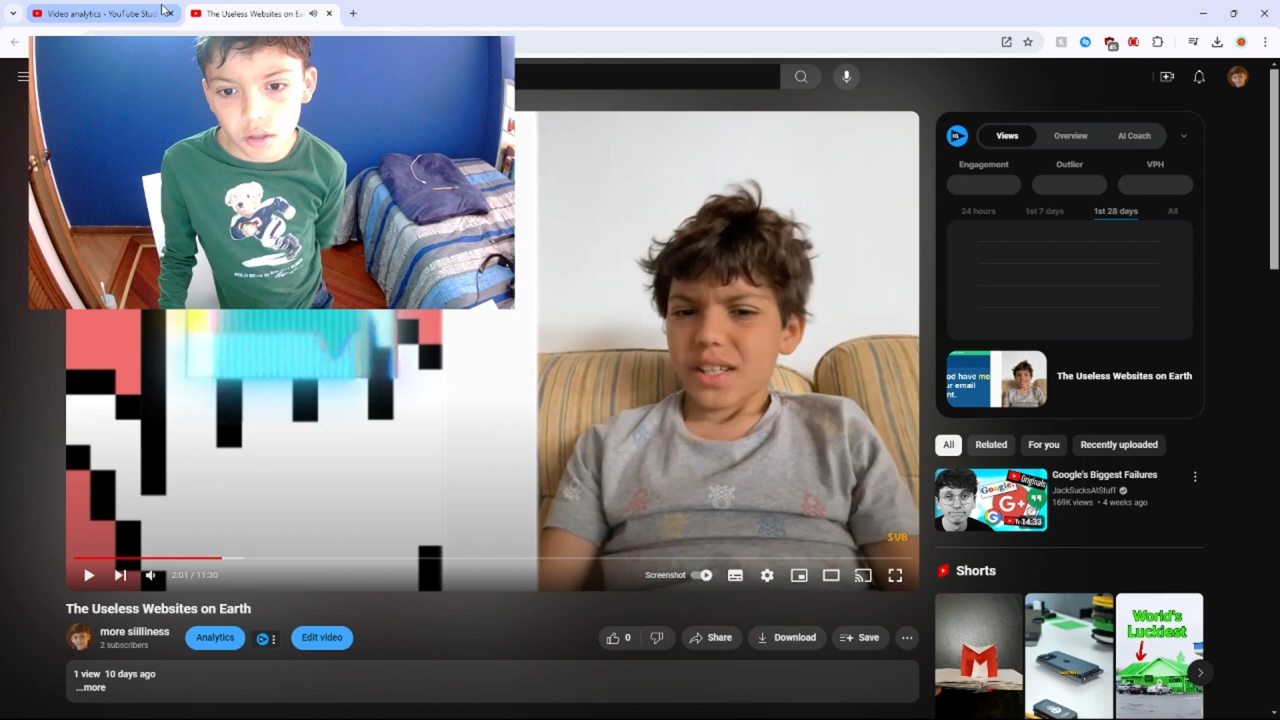 Video analytics - YouTube Stud
The Useless Websites on Ea
Views
Overview
AI Coach
Engagement
Outlier
VPH
24 hours
1st 7 days
1st 28 days
All
The Useless Websites on Earth
All
Related
For you
Recently uploaded
Google's Biggest Failures
JackSucksAtStuff
169K views • 4 weeks ago
14:33
Shorts
World's
Luckiest
SUB
2:01 / 11:30
Screenshot
The Useless Websites on Earth
more siilliness
2 subscribers
Analytics
Edit video
0
Share
Download
Save
1 view 10 days ago
...more